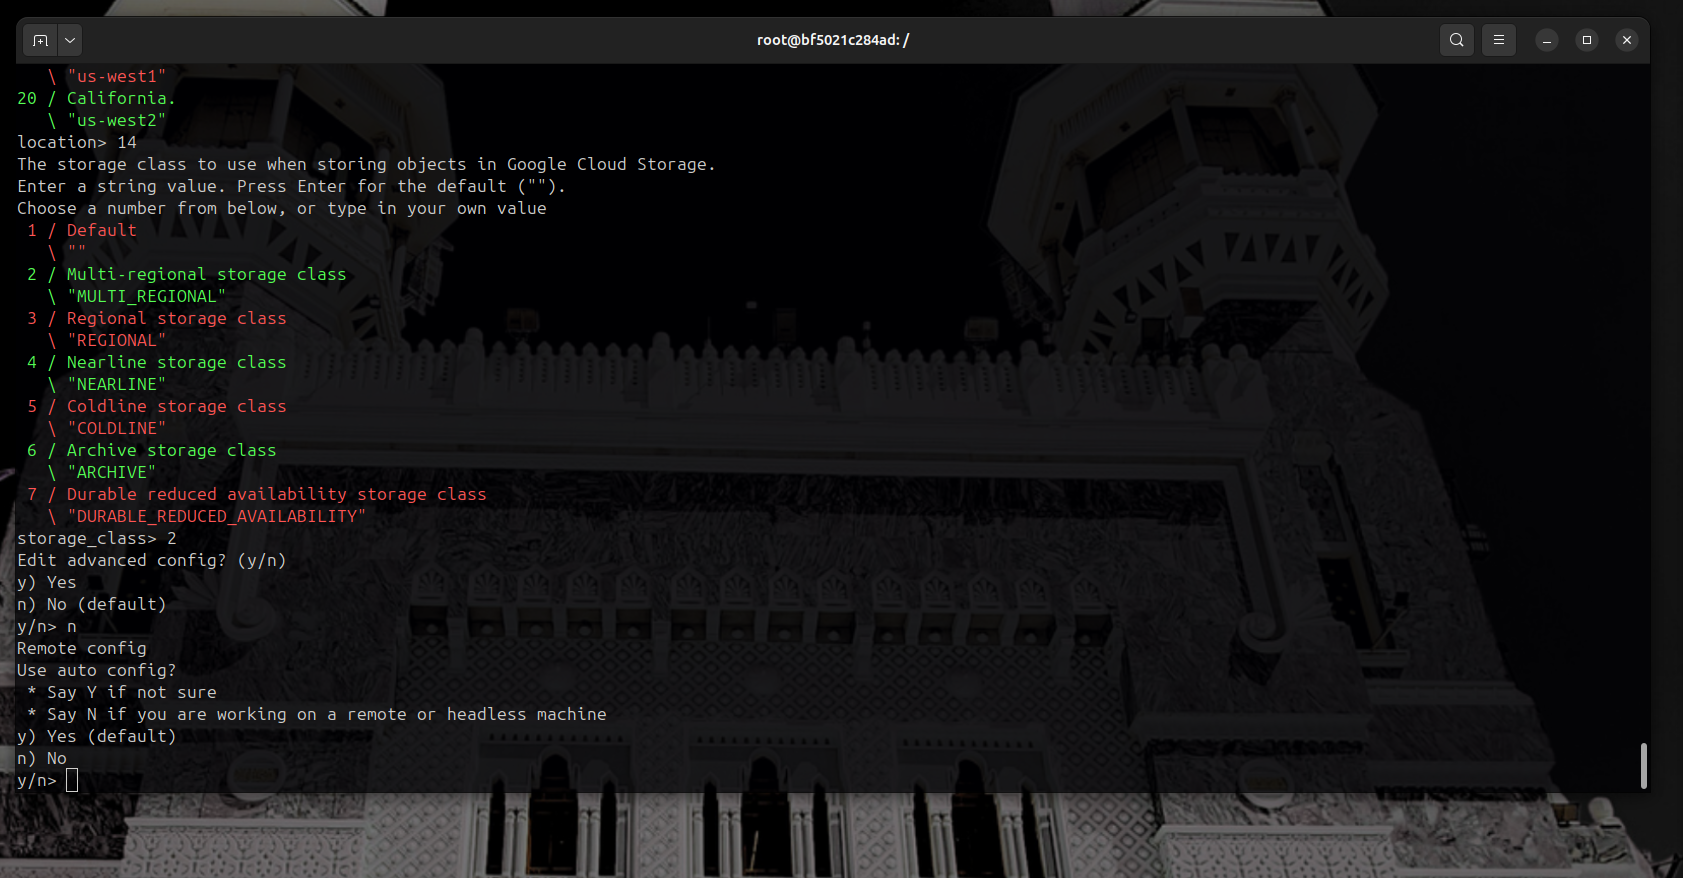 root@bf5021c284ad: /
\ "us-west1"
20 / California.
\ "us-west2"
location> 14
The storage class to use when storing objects in Google Cloud Storage.
Enter a string value. Press Enter for the default ("").
Choose a number from below, or type in your own value
1 / Default
\ ""
2 / Multi-regional storage class
\ "MULTI_REGIONAL"
3 / Regional storage class
\ "REGIONAL"
4 / Nearline storage class
\ "NEARLINE"
5 / Coldline storage class
\ "COLDLINE"
6 / Archive storage class
\ "ARCHIVE"
7 / Durable reduced availability storage class
\ "DURABLE_REDUCED_AVAILABILITY"
storage_class> 2
Edit advanced config? (y/n)
y) Yes
n) No (default)
y/n> n
Remote config
Use auto config?
* Say Y if not sure
* Say N if you are working on a remote or headless machine
y) Yes (default)
n) No
y/n>